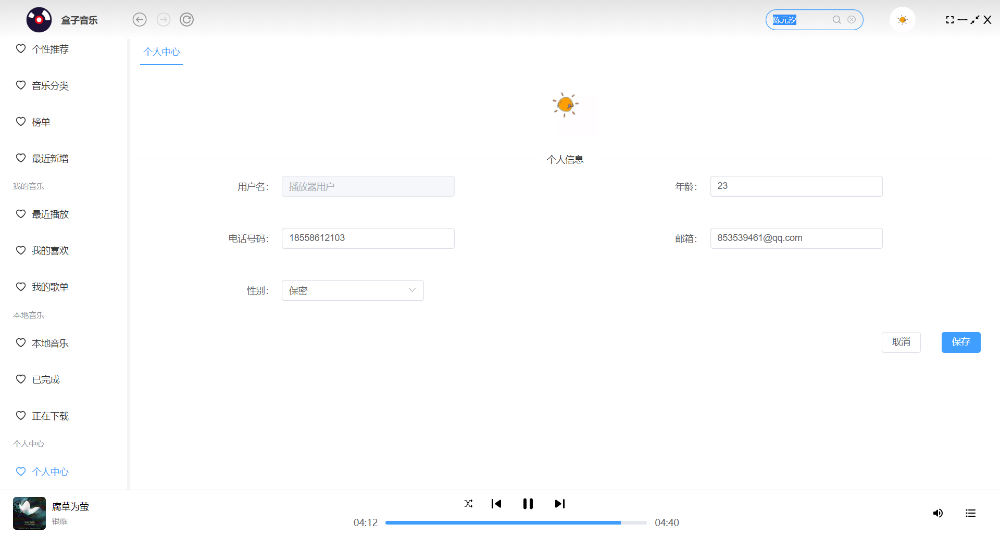 盒子音乐
陈元汐
个性推荐
音乐分类
榜单
最近新增
我的音乐
最近播放
我的喜欢
我的歌单
本地音乐
本地音乐
已完成
正在下载
个人中心
个人中心
个人中心
个人信息
用户名： 播放器用户
年龄： 23
电话号码： 18558612103
邮箱： 853539461@qq.com
性别： 保密
取消 保存
腐草为萤
银临
04:12 04:40